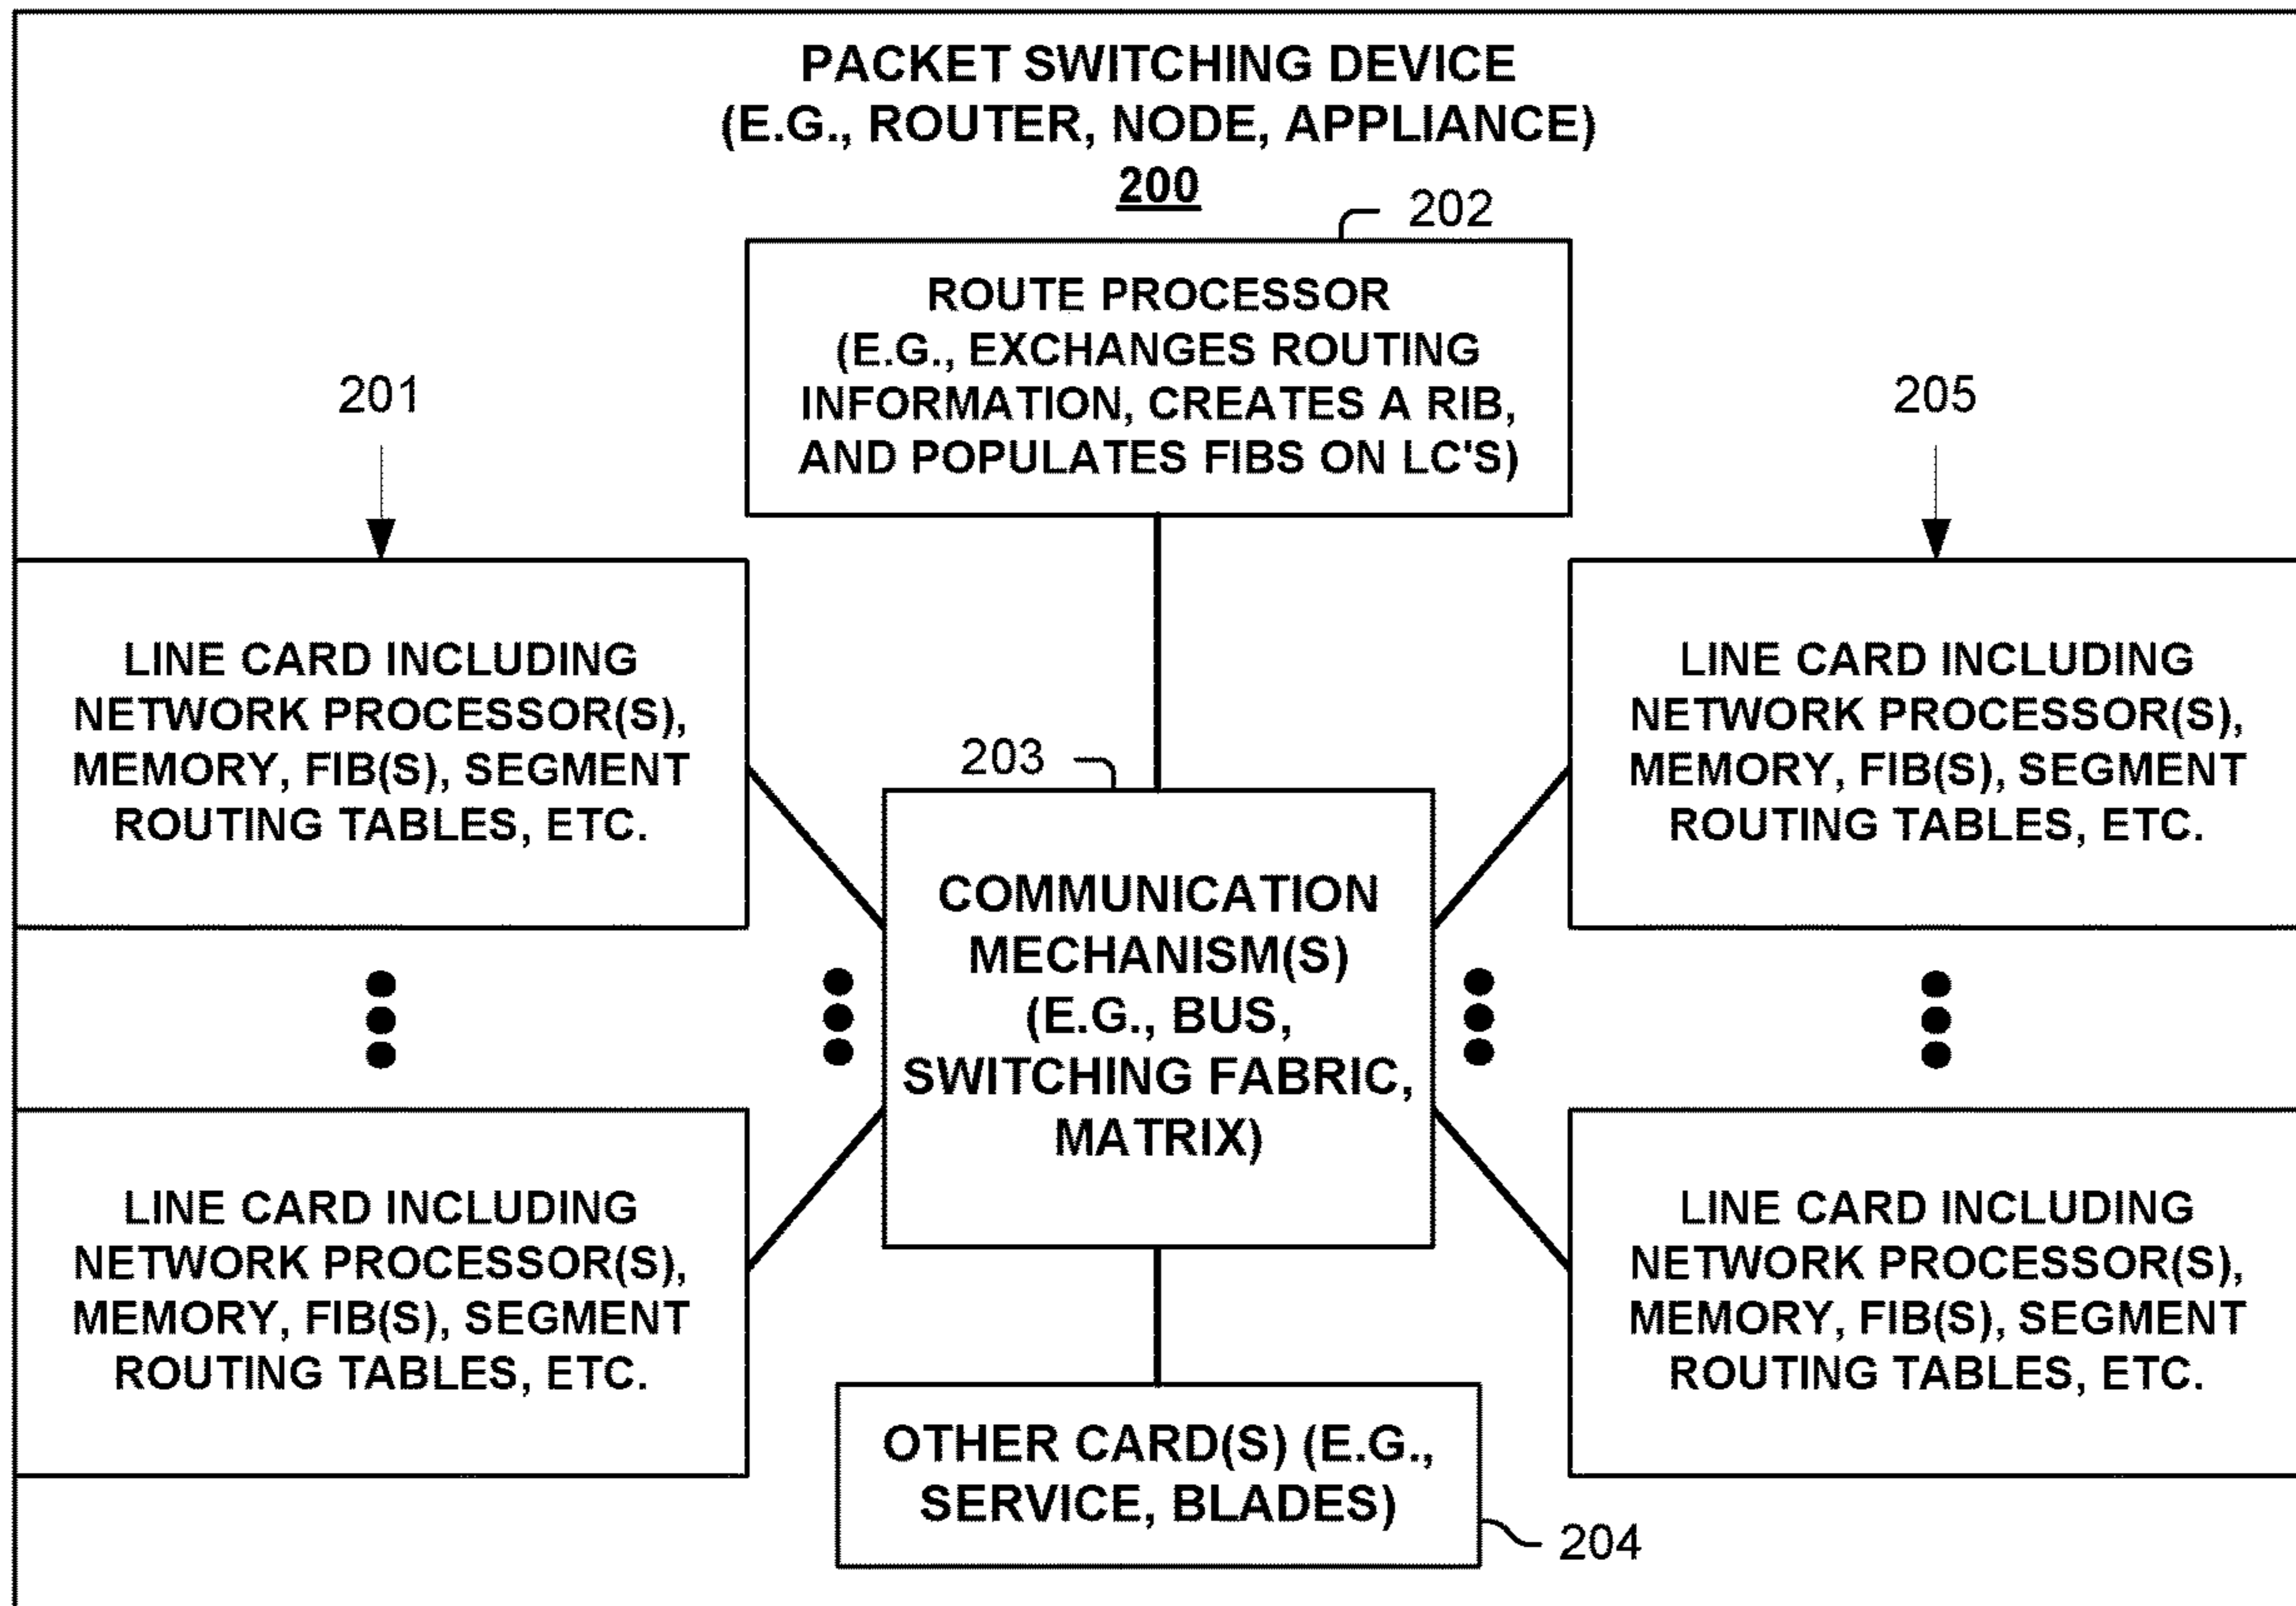 PACKET SWITCHING DEVICE
(E.G., ROUTER, NODE, APPLIANCE)
200
202
ROUTE PROCESSOR
(E.G., EXCHANGES ROUTING
INFORMATION, CREATES A RIB,
AND POPULATES FIBS ON LC'S)
201
205
LINE CARD INCLUDING
NETWORK PROCESSOR(S),
MEMORY, FIB(S), SEGMENT
ROUTING TABLES, ETC.
LINE CARD INCLUDING
NETWORK PROCESSOR(S),
MEMORY, FIB(S), SEGMENT
ROUTING TABLES, ETC.
203
COMMUNICATION
MECHANISM(S)
(E.G., BUS,
SWITCHING FABRIC,
MATRIX)
LINE CARD INCLUDING
NETWORK PROCESSOR(S),
MEMORY, FIB(S), SEGMENT
ROUTING TABLES, ETC.
LINE CARD INCLUDING
NETWORK PROCESSOR(S),
MEMORY, FIB(S), SEGMENT
ROUTING TABLES, ETC.
OTHER CARD(S) (E.G.,
SERVICE, BLADES)
204